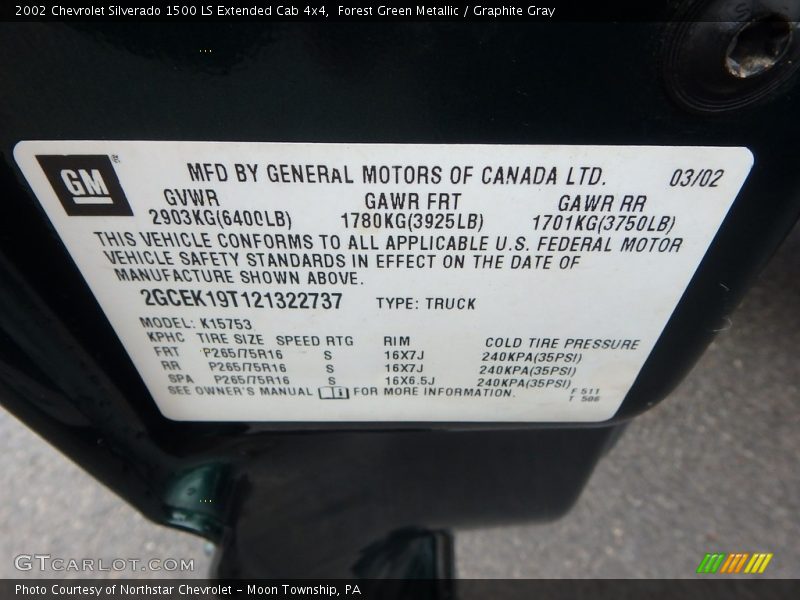 2002 Chevrolet Silverado 1500 LS Extended Cab 4x4, Forest Green Metallic / Graphite Gray
GM
MFD BY GENERAL MOTORS OF CANADA LTD. 03/02
GVWR GAWR FRT GAWR RR
2903KG(6400LB) 1780KG(3925LB) 1701KG(3750LB)
THIS VEHICLE CONFORMS TO ALL APPLICABLE U.S. FEDERAL MOTOR
VEHICLE SAFETY STANDARDS IN EFFECT ON THE DATE OF
MANUFACTURE SHOWN ABOVE.
2GCEK19T121322737 TYPE: TRUCK
MODEL: K15753
KPHC TIRE SIZE SPEED RTG RIM COLD TIRE PRESSURE
FRT P265/75R16 S 16X7J 240KPA(35PSI)
RR P265/75R16 S 16X7J 240KPA(35PSI)
SPA P265/75R16 S 16X6.5J 240KPA(35PSI)
SEE OWNER'S MANUAL FOR MORE INFORMATION. F 511
T 506
GTCARLOT.COM
Photo Courtesy of Northstar Chevrolet - Moon Township, PA